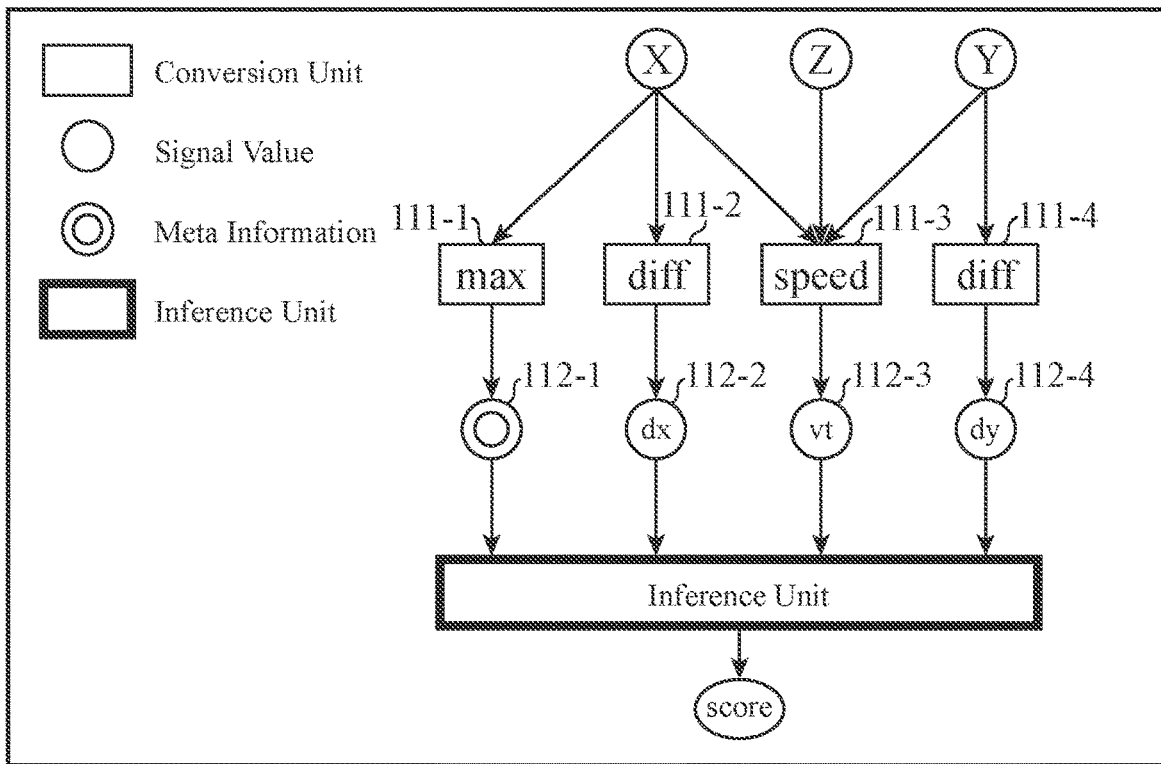 Conversion Unit
Signal Value
Meta Information
Inference Unit
X Z Y
111-1 111-2 111-3 111-4
max diff speed diff
112-1 112-2 112-3 112-4
dx vt dy
Inference Unit
score